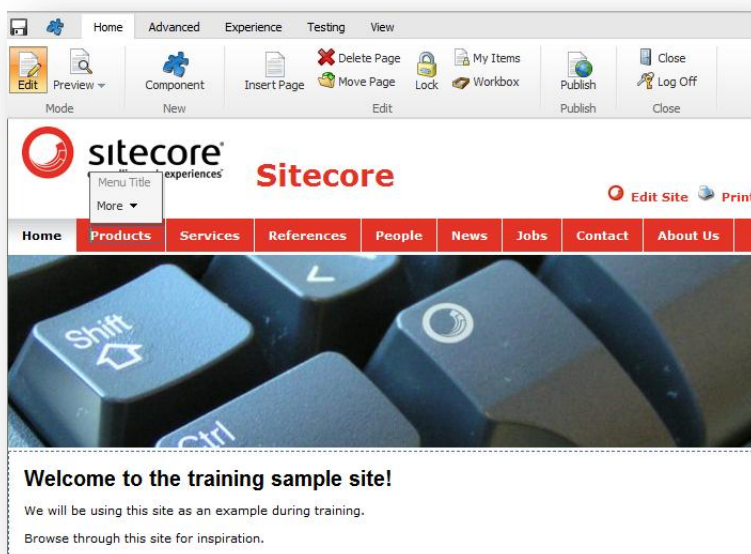 Home Advanced Experience Testing View
Delete Page My Items Close
Edit Preview Component Insert Page Move Page Lock Workbox Publish Log Off
Mode New Edit Publish Close
sitecore
experiences
Sitecore
Menu Title
More
Edit Site Print
Home Products Services References People News Jobs Contact About Us
Shift
Ctrl
Welcome to the training sample site!
We will be using this site as an example during training.
Browse through this site for inspiration.